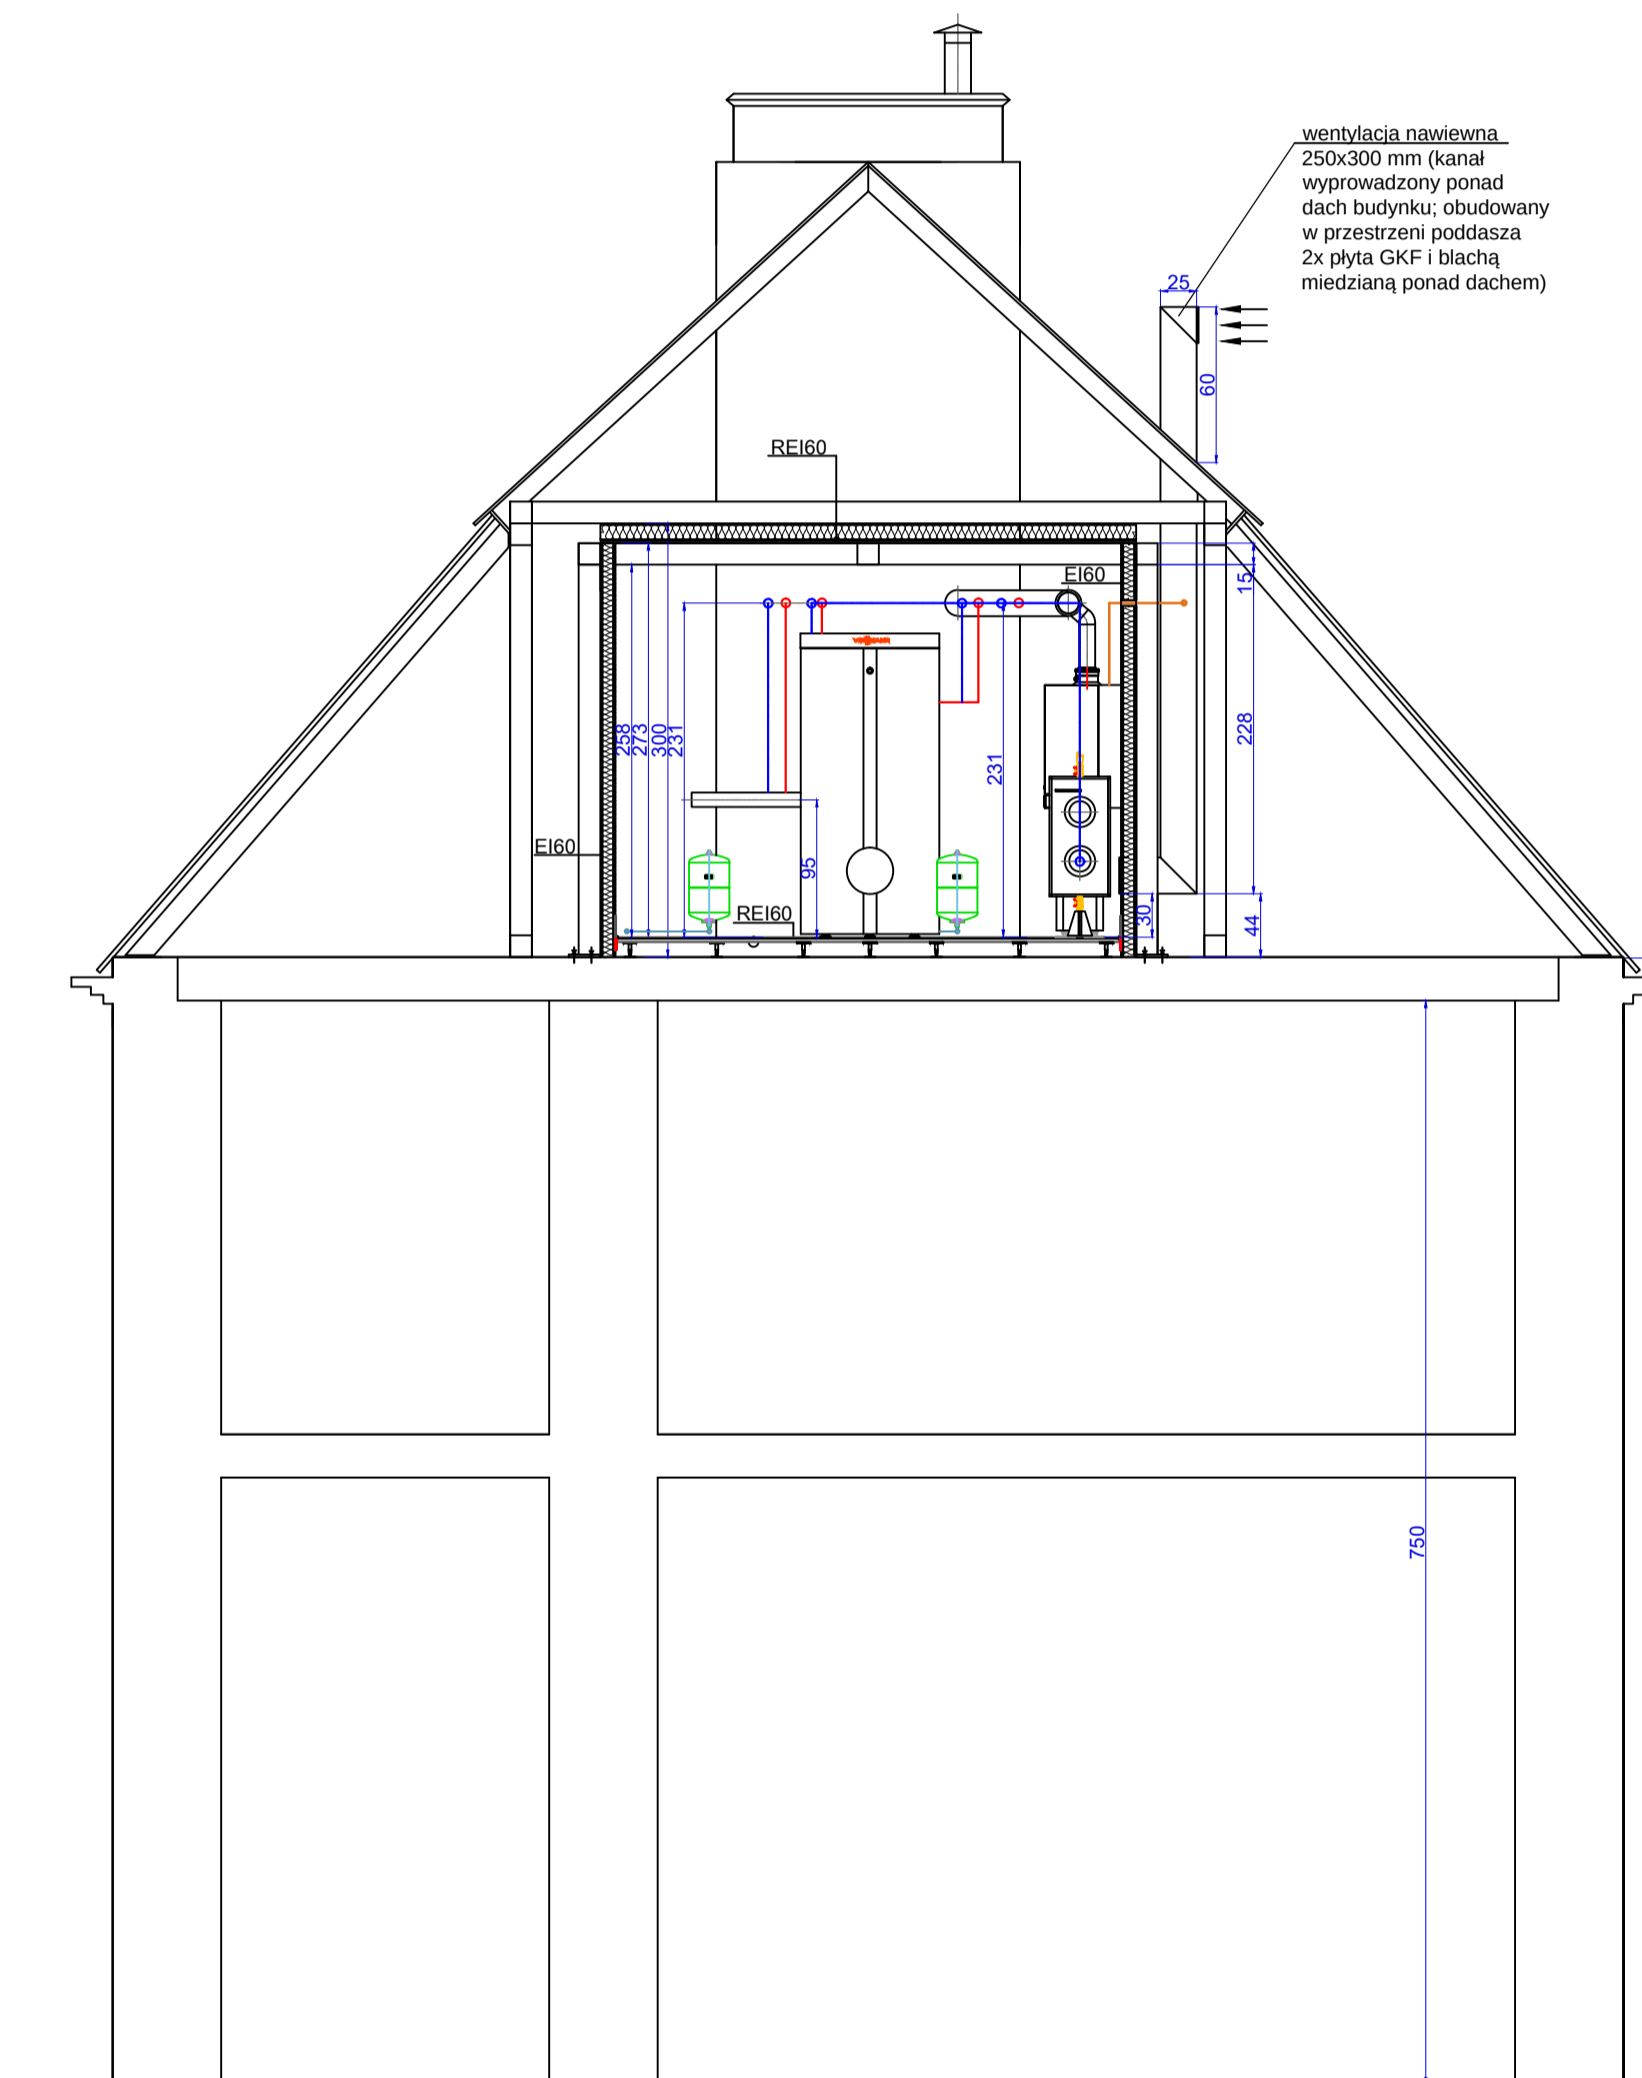 wentylacja nawiewna
250x300 mm (kanał
wyprowadzony ponad
dach budynku; obudowany
w przestrzeni poddasza
2x płyta GKF i blachą
miedzianą ponad dachem)
25
60
REI60
EI60
15
258
273
300
231
231
228
95
EI60
REI60
30
44
750